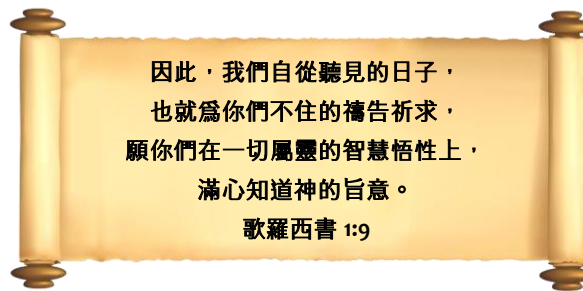 因此，我們自從聽見的日子，
也就爲你們不住的禱告祈求，
願你們在一切屬靈的智慧悟性上，
滿心知道神的旨意。
歌羅西書 1:9